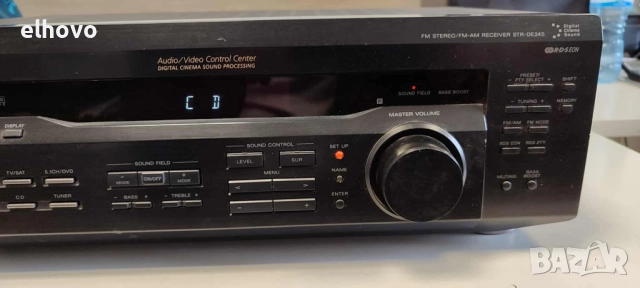 elhovo
FM STEREO/FM-AM RECEIVER STR-DE345
Digital Cinema Sound
Audio/Video Control Center
DIGITAL CINEMA SOUND PROCESSING
R·D·S EON
CD
SOUND FIELD BASS BOOST
PRESET/
PTY SELECT
SHIFT
MASTER VOLUME
TUNING
MEMORY
DISPLAY
FM/AM FM MODE
SOUND CONTROL
SET UP
LEVEL SUR
RDS EON RDS PTY
SOUND FIELD
TV/SAT 5.1CH/DVD
- MODE ON/OFF + MODE
MENU
NAME
< >
MUTING BASS BOOST
CD TUNER
- BASS + - TREBLE +
- +
ENTER
BAZAR